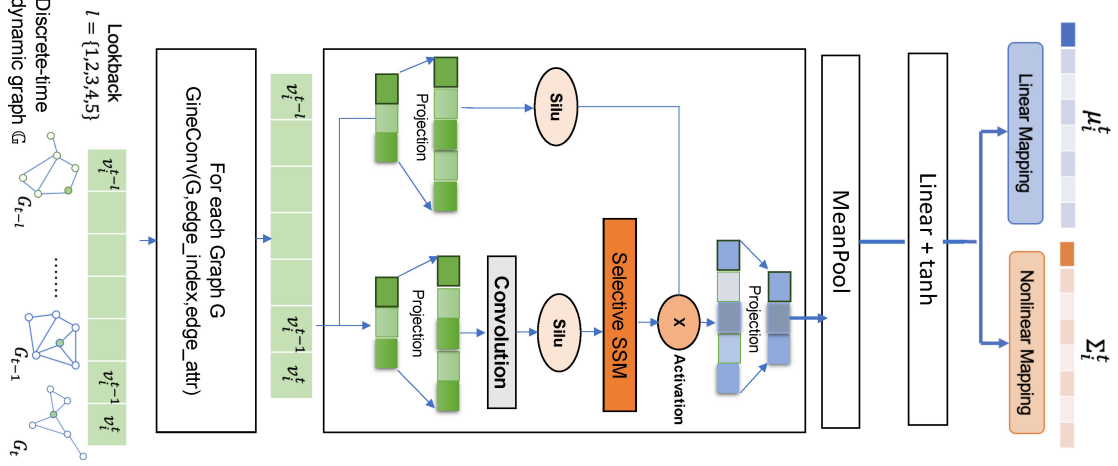 Discrete-time
dynamic graph 𝔾
Lookback
l = {1,2,3,4,5}
G_{t−l}
......
G_{t−1}
G_t
v_i^{t−l}
v_i^{t−1}
v_i^t
For each Graph G
GineConv(G,edge_index,edge_attr)
v_i^{t−l}
v_i^{t−1}
v_i^t
Projection
Silu
Projection
Convolution
Silu
Selective SSM
X
Activation
Projection
MeanPool
Linear + tanh
Linear Mapping
Nonlinear Mapping
μ_i^t
Σ_i^t